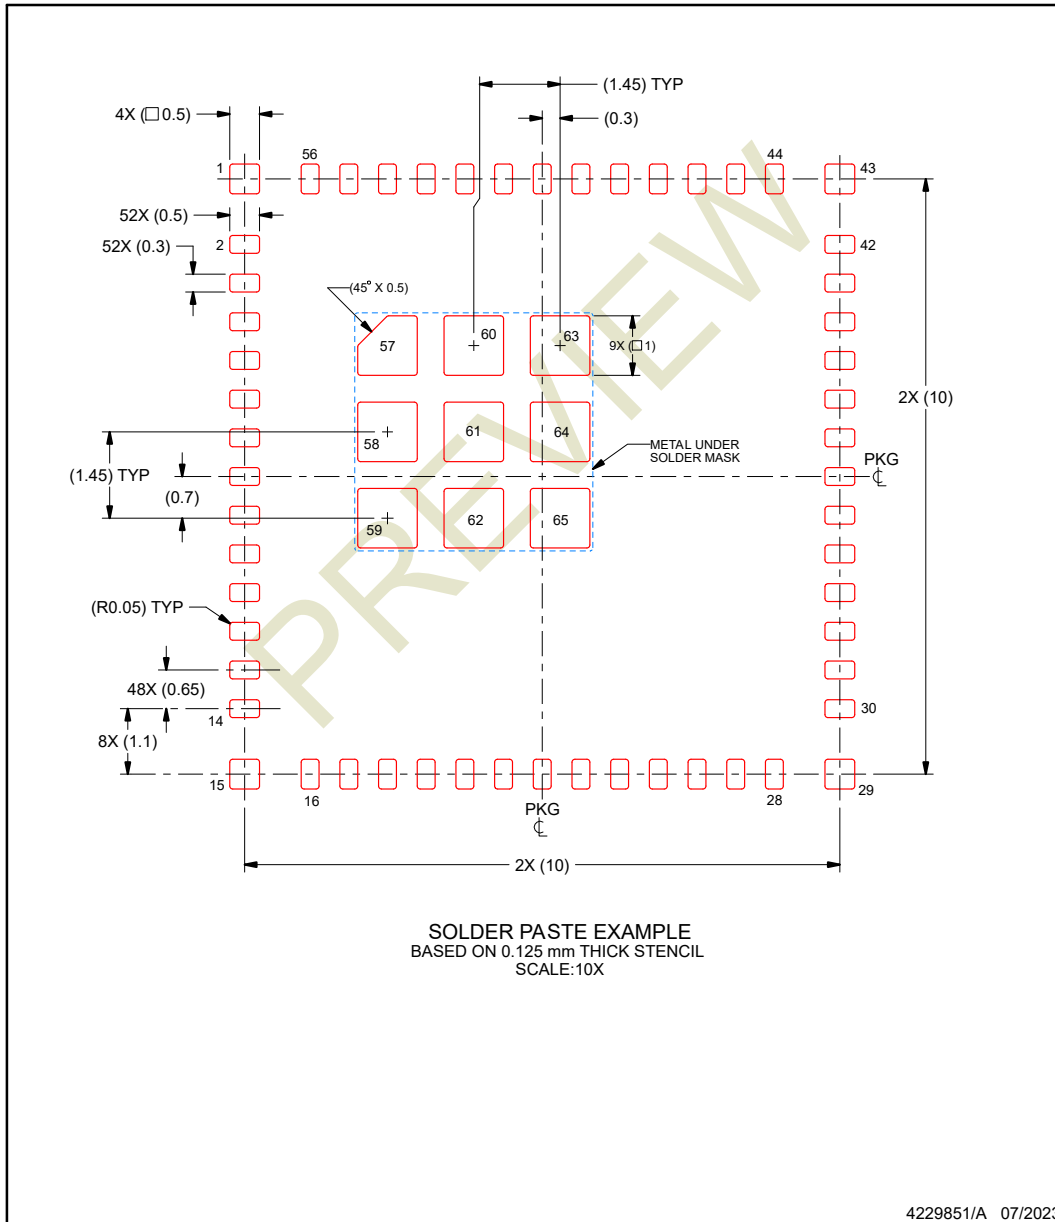 (1.45) TYP
4X (□ 0.5)
(0.3)
1
56
44
43
52X (0.5)
2
42
52X (0.3)
(45° X 0.5)
57
60
63
9X (□ 1)
2X (10)
58
61
64
METAL UNDER
SOLDER MASK
PKG
℄
(1.45) TYP
(0.7)
59
62
65
(R0.05) TYP
48X (0.65)
14
30
8X (1.1)
15
16
28
29
PKG
℄
2X (10)
PREVIEW
SOLDER PASTE EXAMPLE
BASED ON 0.125 mm THICK STENCIL
SCALE:10X
4229851/A 07/2023